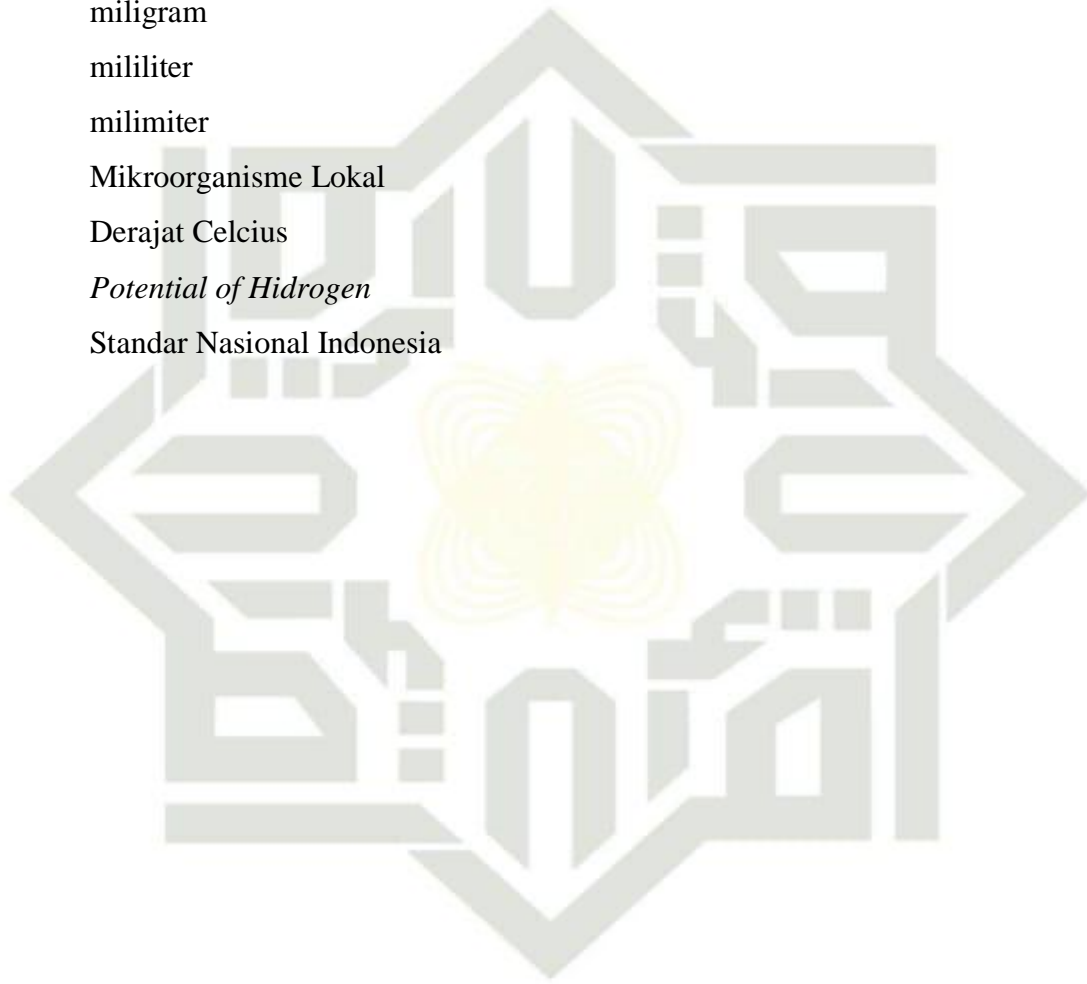 miligram
mililiter
milimiter
Mikroorganisme Lokal
Derajat Celcius
Potential of Hidrogen
Standar Nasional Indonesia